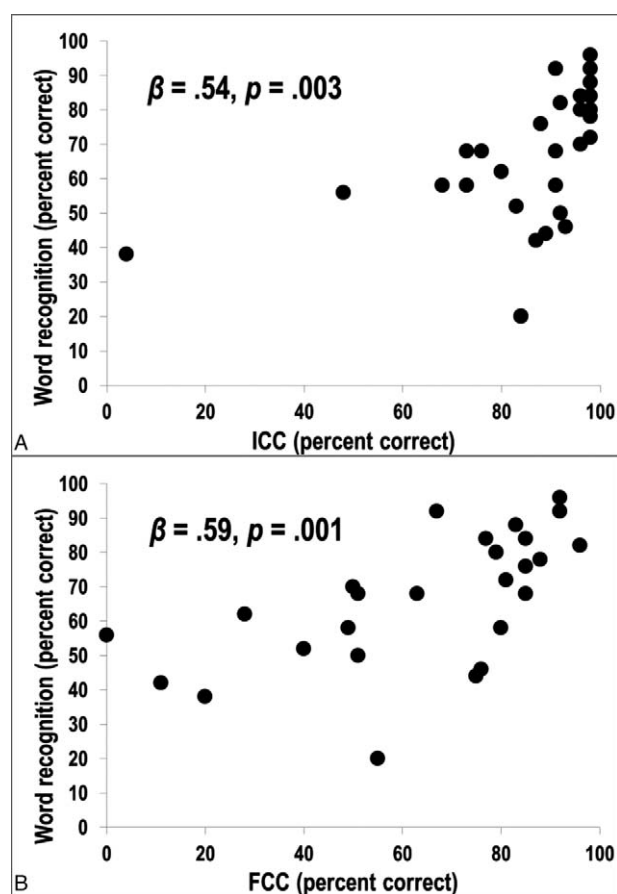 100
90
80
70
60
50
40
30
20
10
0
Word recognition (percent correct)
β = .54, p = .003
0 20 40 60 80 100
ICC (percent correct)
A
100
90
80
70
60
50
40
30
20
10
0
Word recognition (percent correct)
β = .59, p = .001
0 20 40 60 80 100
FCC (percent correct)
B